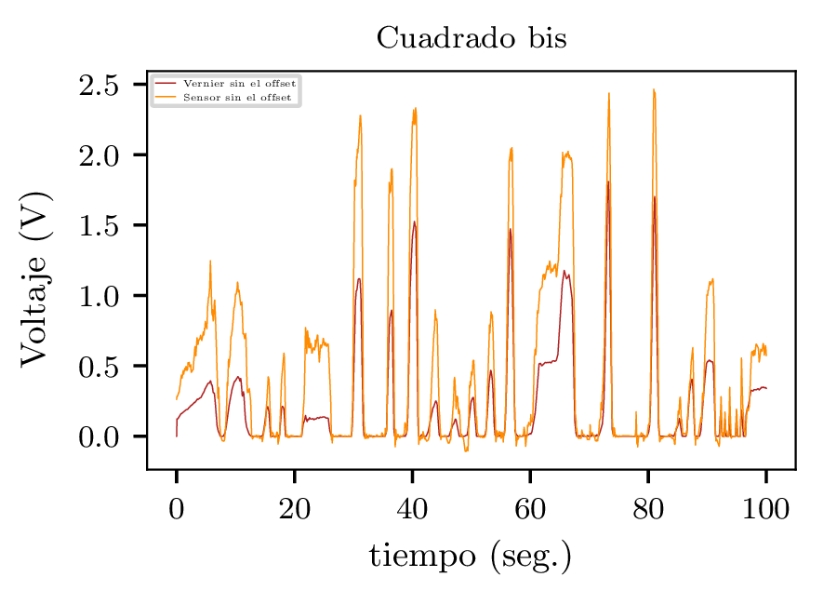 Cuadrado bis
Vernier sin el offset
Sensor sin el offset
2.5
2.0
1.5
1.0
0.5
0.0
Voltaje (V)
0 20 40 60 80 100
tiempo (seg.)